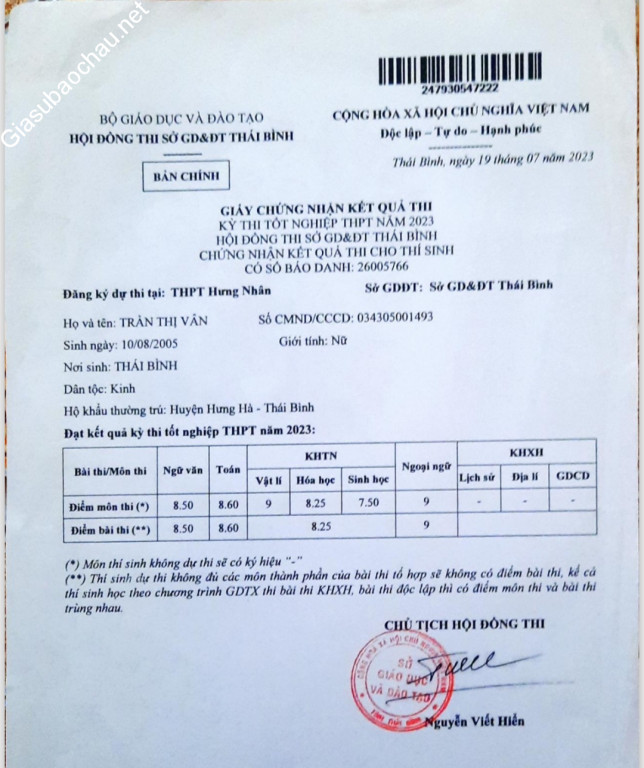 Giasubaochau.net
247930547222
BỘ GIÁO DỤC VÀ ĐÀO TẠO
HỘI ĐỒNG THI SỞ GD&ĐT THÁI BÌNH
CỘNG HÒA XÃ HỘI CHỦ NGHĨA VIỆT NAM
Độc lập - Tự do - Hạnh phúc
Thái Bình, ngày 19 tháng 07 năm 2023
BẢN CHÍNH
GIẤY CHỨNG NHẬN KẾT QUẢ THI
KỲ THI TỐT NGHIỆP THPT NĂM 2023
HỘI ĐỒNG THI SỞ GD&ĐT THÁI BÌNH
CHỨNG NHẬN KẾT QUẢ THI CHO THÍ SINH
CÓ SỐ BÁO DANH: 26005766
Đăng ký dự thi tại: THPT Hưng Nhân Sở GDĐT: Sở GD&ĐT Thái Bình
Họ và tên: TRẦN THỊ VÂN Số CMND/CCCD: 034305001493
Sinh ngày: 10/08/2005 Giới tính: Nữ
Nơi sinh: THÁI BÌNH
Dân tộc: Kinh
Hộ khẩu thường trú: Huyện Hưng Hà - Thái Bình
Đạt kết quả kỳ thi tốt nghiệp THPT năm 2023:
Bài thi/Môn thi Ngữ văn Toán KHTN Ngoại ngữ KHXH
Vật lí Hóa học Sinh học Lịch sử Địa lí GDCD
Điểm môn thi (*) 8.50 8.60 9 8.25 7.50 9 - - -
Điểm bài thi (**) 8.50 8.60 8.25 9
(*) Môn thí sinh không dự thi sẽ có ký hiệu "-"
(**) Thí sinh dự thi không đủ các môn thành phần của bài thi tổ hợp sẽ không có điểm bài thi, kể cả
thí sinh học theo chương trình GDTX thi bài thi KHXH, bài thi độc lập thì có điểm môn thi và bài thi
trùng nhau.
CHỦ TỊCH HỘI ĐỒNG THI
SỞ
GIÁO DỤC
VÀ ĐÀO TẠO
Nguyễn Viết Hiển